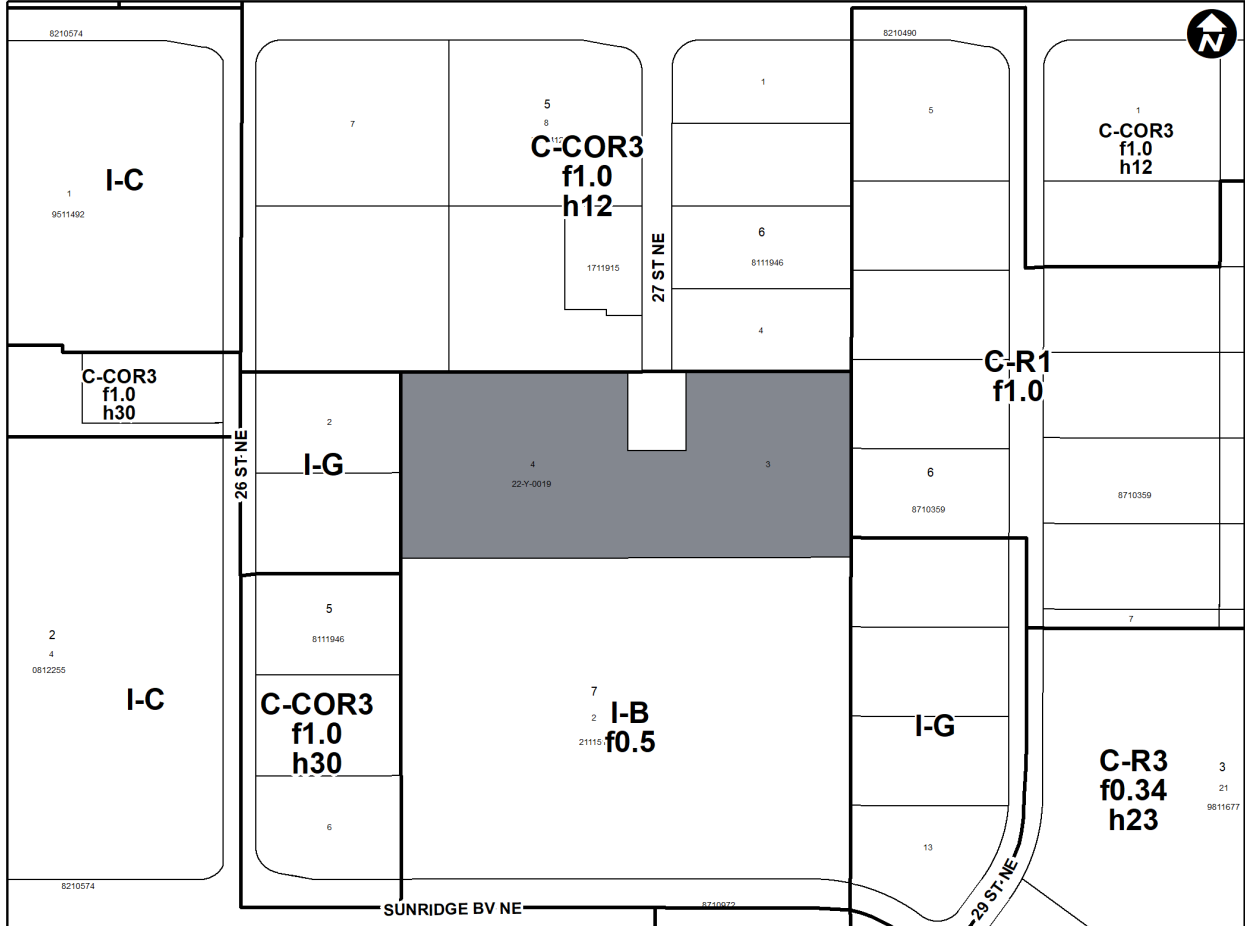 8210574
8210490
N
7
5
8
1
5
1
C-COR3
f1.0
h12
C-COR3
f1.0
h12
I-C
1
9511492
1711915
27 ST NE
6
8111946
4
C-R1
f1.0
C-COR3
f1.0
h30
26 ST NE
2
I-G
4
22-Y-0019
3
6
8710359
8710359
5
8111946
7
2
4
0812255
I-C
C-COR3
f1.0
h30
7
2
21115
I-B
f0.5
I-G
C-R3
f0.34
h23
3
21
9811677
6
13
8210574
SUNRIDGE BV NE
8710972
29 ST NE